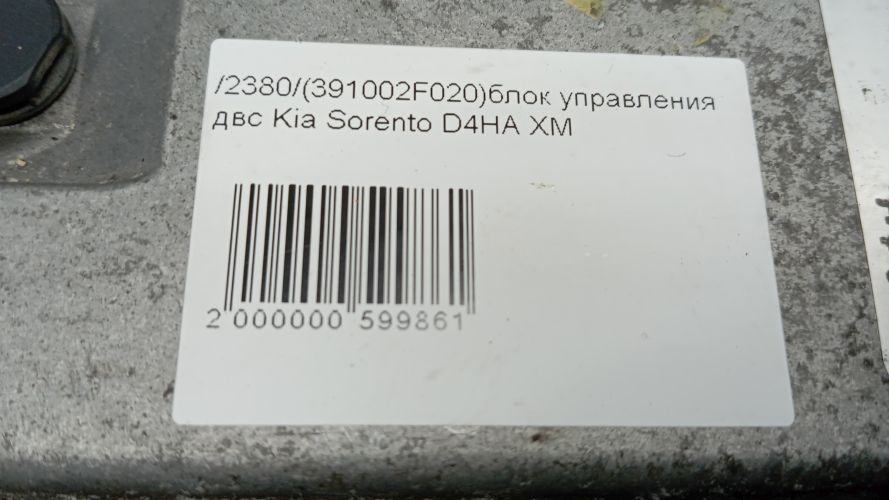 /2380/(391002F020)блок управления
двс Kia Sorento D4HA XM
2 000000 599861